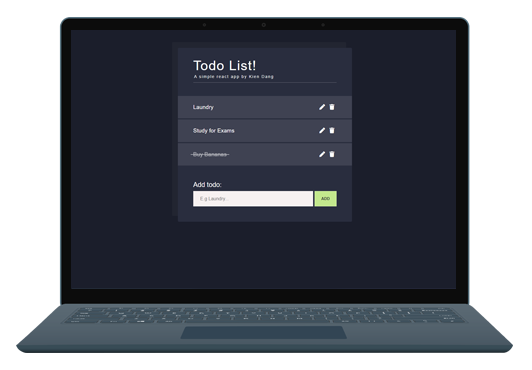 Todo List!
A simple react app by Kien Dang
Laundry
Study for Exams
Buy Bananas
Add todo:
E.g Laundry. ADD